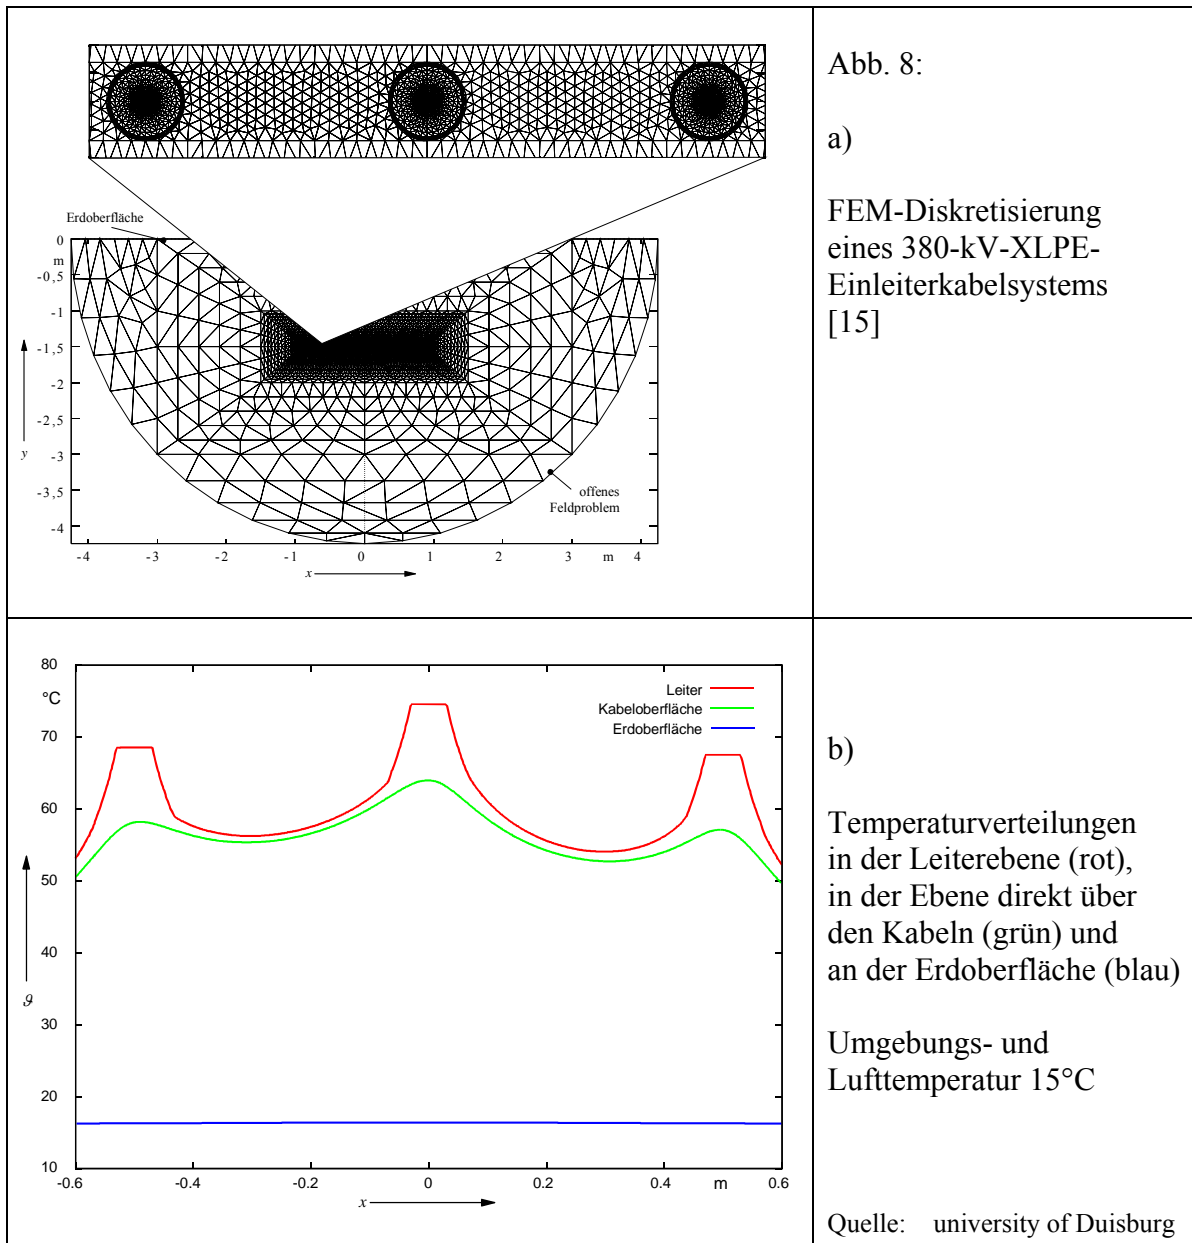 Abb. 8:
a)
FEM-Diskretisierung
eines 380-kV-XLPE-
Einleiterkabelsystems
[15]
Erdoberfläche
0
m
-0,5
-1
-1,5
-2
-2,5
-3
-3,5
-4
y
offenes
Feldproblem
-4 -3 -2 -1 0 1 2 3 m 4
x
80
°C
70
60
50
40
30
20
10
ϑ
Leiter
Kabeloberfläche
Erdoberfläche
-0.6 -0.4 -0.2 0 0.2 0.4 m 0.6
x
b)
Temperaturverteilungen
in der Leiterebene (rot),
in der Ebene direkt über
den Kabeln (grün) und
an der Erdoberfläche (blau)
Umgebungs- und
Lufttemperatur 15°C
Quelle: university of Duisburg